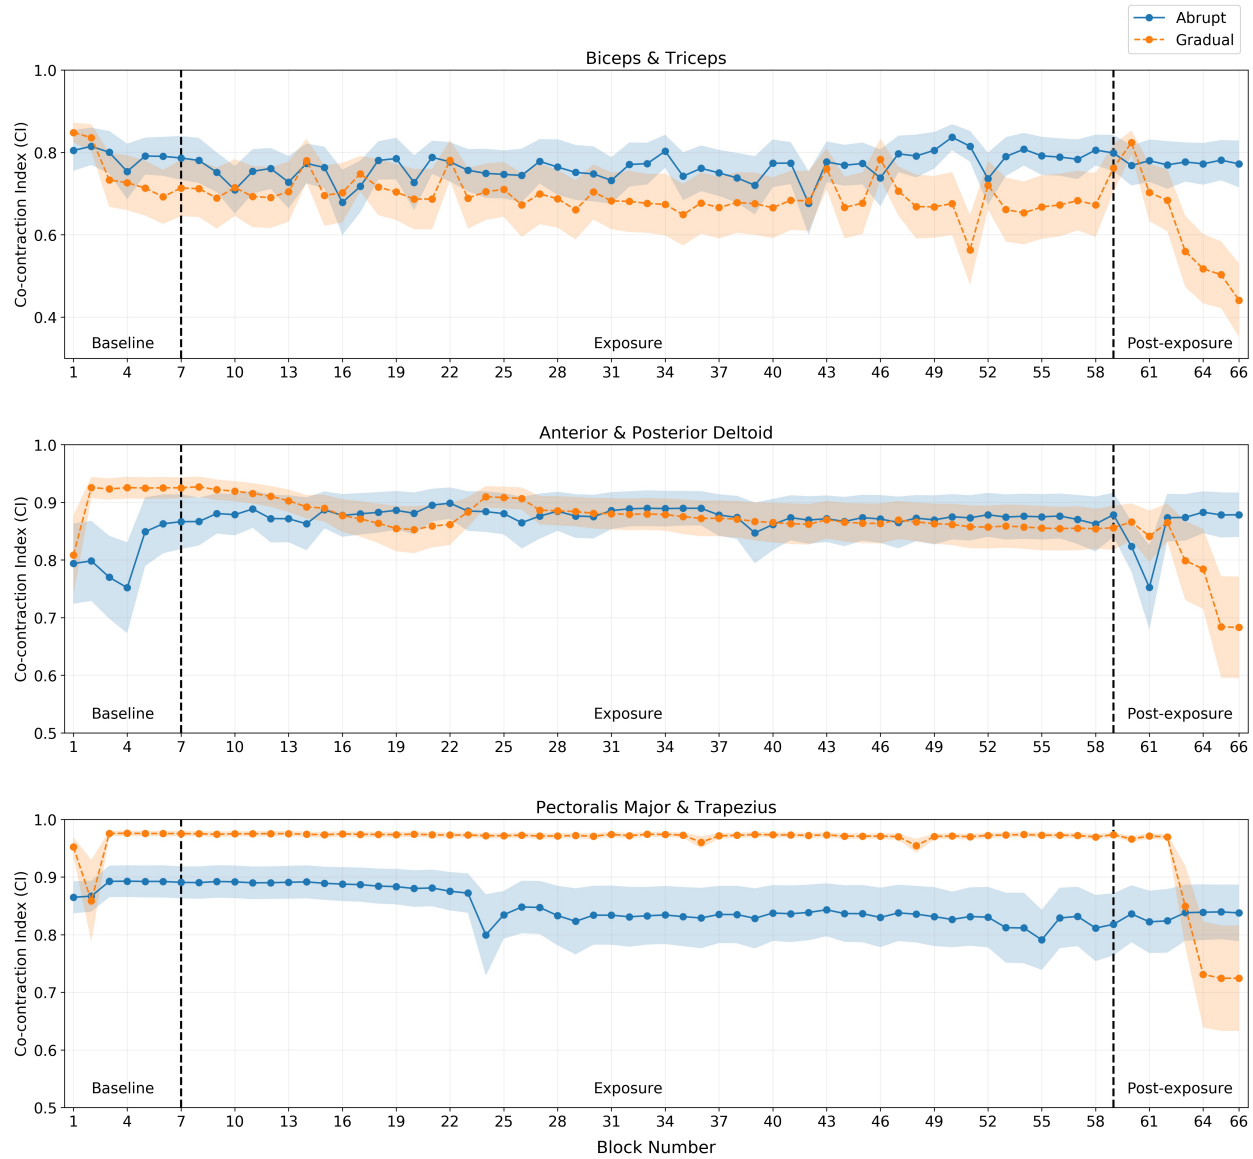 Abrupt
Gradual
Biceps & Triceps
Co-contraction Index (CI)
1.0
0.8
0.6
0.4
Baseline
Exposure
Post-exposure
1 4 7 10 13 16 19 22 25 28 31 34 37 40 43 46 49 52 55 58 61 64 66
Anterior & Posterior Deltoid
Co-contraction Index (CI)
1.0
0.9
0.8
0.7
0.6
0.5
Baseline
Exposure
Post-exposure
1 4 7 10 13 16 19 22 25 28 31 34 37 40 43 46 49 52 55 58 61 64 66
Pectoralis Major & Trapezius
Co-contraction Index (CI)
1.0
0.9
0.8
0.7
0.6
0.5
Baseline
Exposure
Post-exposure
1 4 7 10 13 16 19 22 25 28 31 34 37 40 43 46 49 52 55 58 61 64 66
Block Number